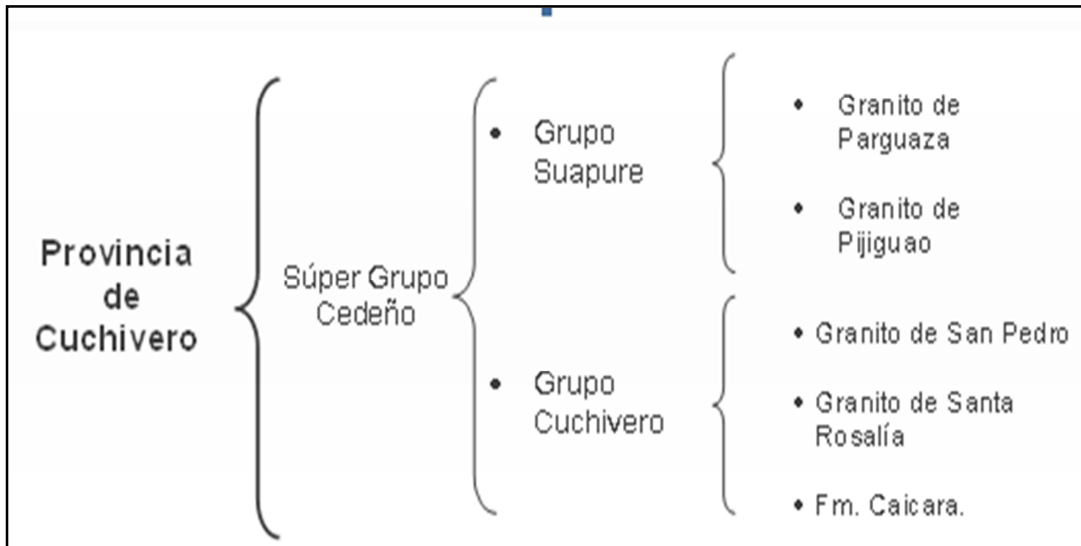 Provincia
de
Cuchivero
Súper Grupo
Cedeño
• Grupo
Suapure
• Granito de
Parguaza
• Granito de
Pijiguao
• Grupo
Cuchivero
• Granito de San Pedro
• Granito de Santa
Rosalía
• Fm. Caicara.